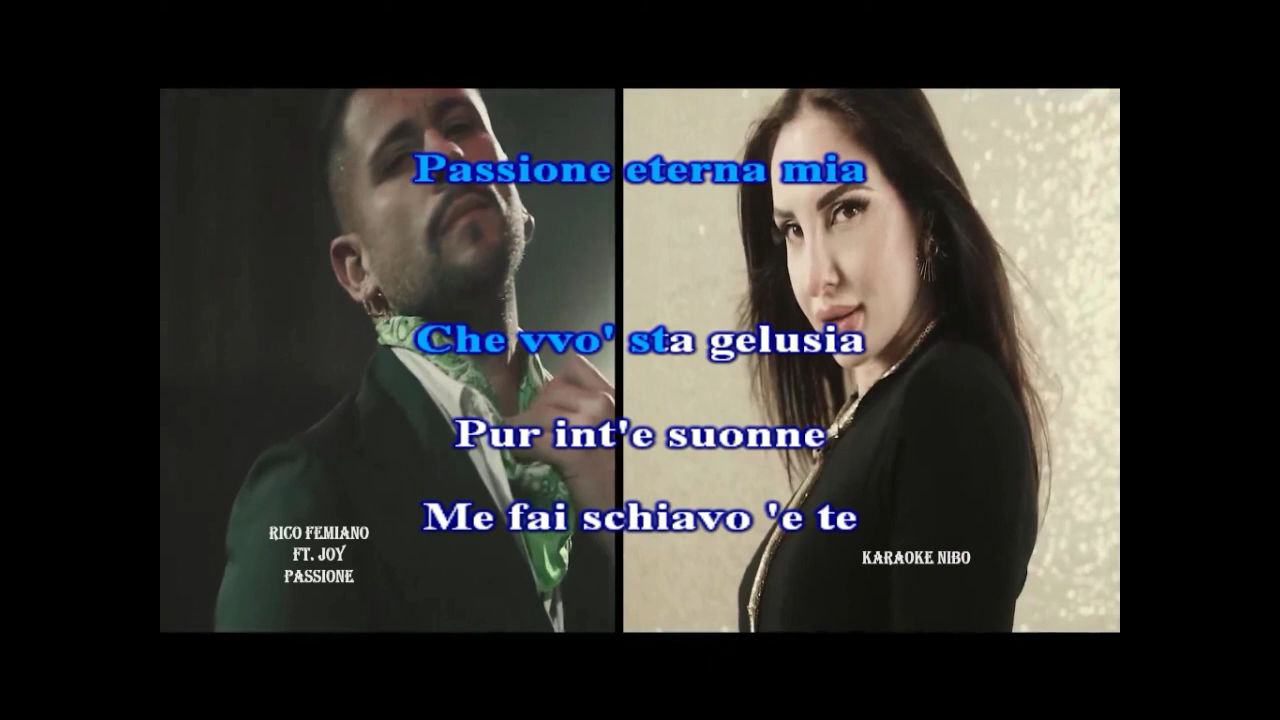 Passione eterna mia
Che vvo' sta gelusia
Pur int'e suonne
Me fai schiavo 'e te
RICO FEMIANO
FT. JOY
PASSIONE
KARAOKE NIBO